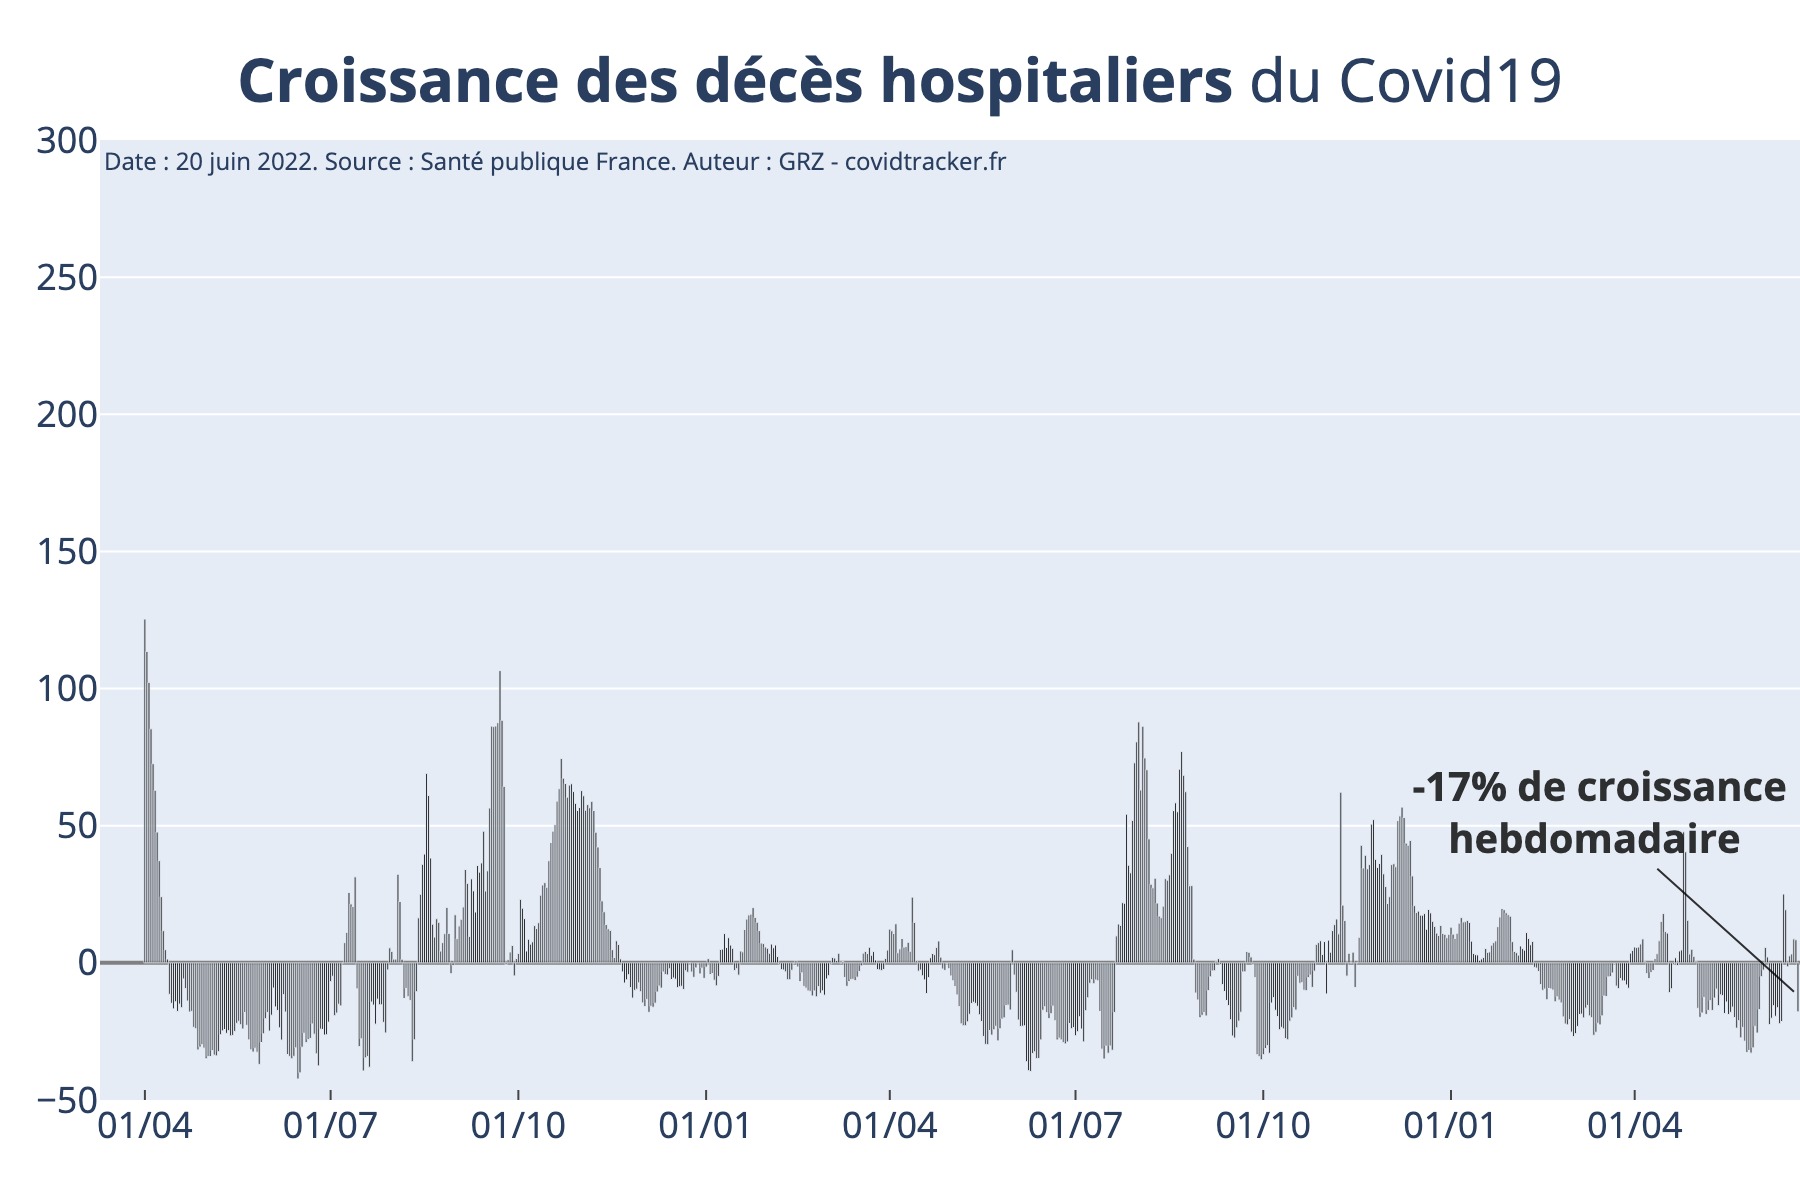 Croissance des décès hospitaliers du Covid19
Date : 20 juin 2022. Source : Santé publique France. Auteur : GRZ - covidtracker.fr
300
250
200
150
100
50
0
−50
-17% de croissance
hebdomadaire
01/04 01/07 01/10 01/01 01/04 01/07 01/10 01/01 01/04